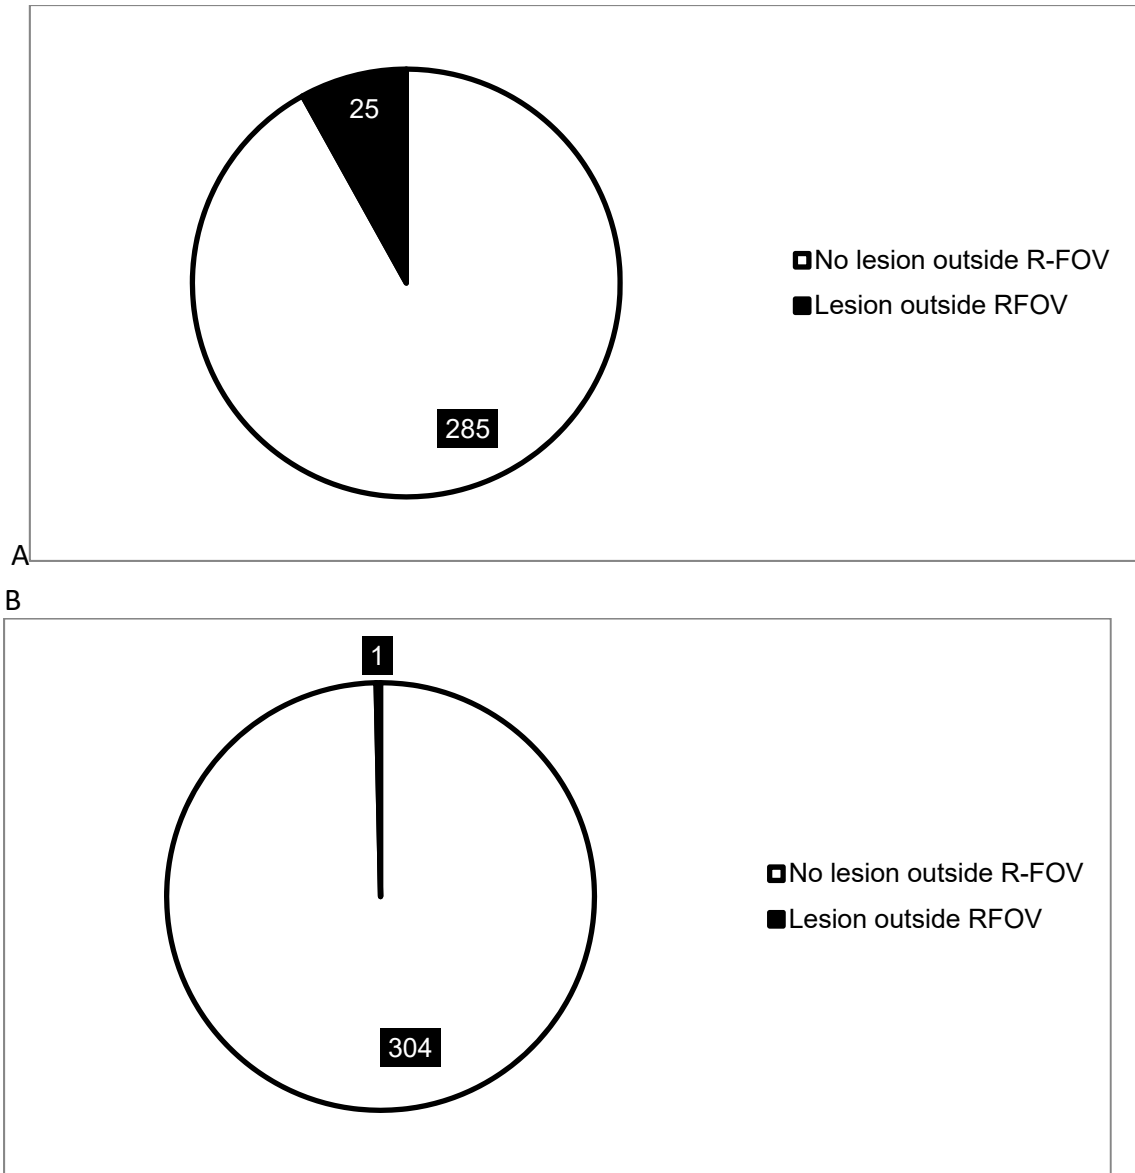 25
285
No lesion outside R-FOV
Lesion outside RFOV
A
B
1
304
No lesion outside R-FOV
Lesion outside RFOV